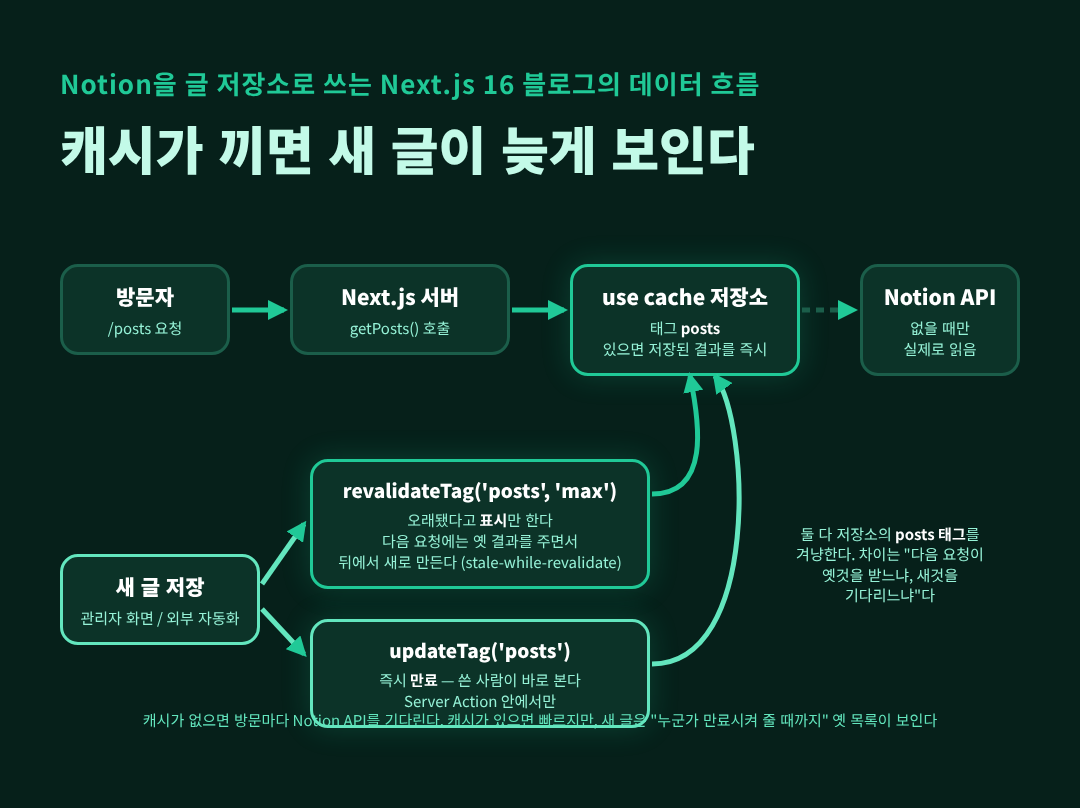 Notion을 글 저장소로 쓰는 Next.js 16 블로그의 데이터 흐름
캐시가 끼면 새 글이 늦게 보인다
방문자
/posts 요청
Next.js 서버
getPosts() 호출
use cache 저장소
태그 posts
있으면 저장된 결과를 즉시
Notion API
없을 때만
실제로 읽음
revalidateTag('posts', 'max')
오래됐다고 표시만 한다
다음 요청에는 옛 결과를 주면서
뒤에서 새로 만든다 (stale-while-revalidate)
둘 다 저장소의 posts 태그를
겨냥한다. 차이는 "다음 요청이
옛것을 받느냐, 새것을
기다리느냐"다
새 글 저장
관리자 화면 / 외부 자동화
updateTag('posts')
즉시 만료 — 쓴 사람이 바로 본다
Server Action 안에서만
캐시가 없으면 방문마다 Notion API를 기다린다. 캐시가 있으면 빠르지만, 새 글은 "누군가 만료시켜 줄 때까지" 옛 목록이 보인다